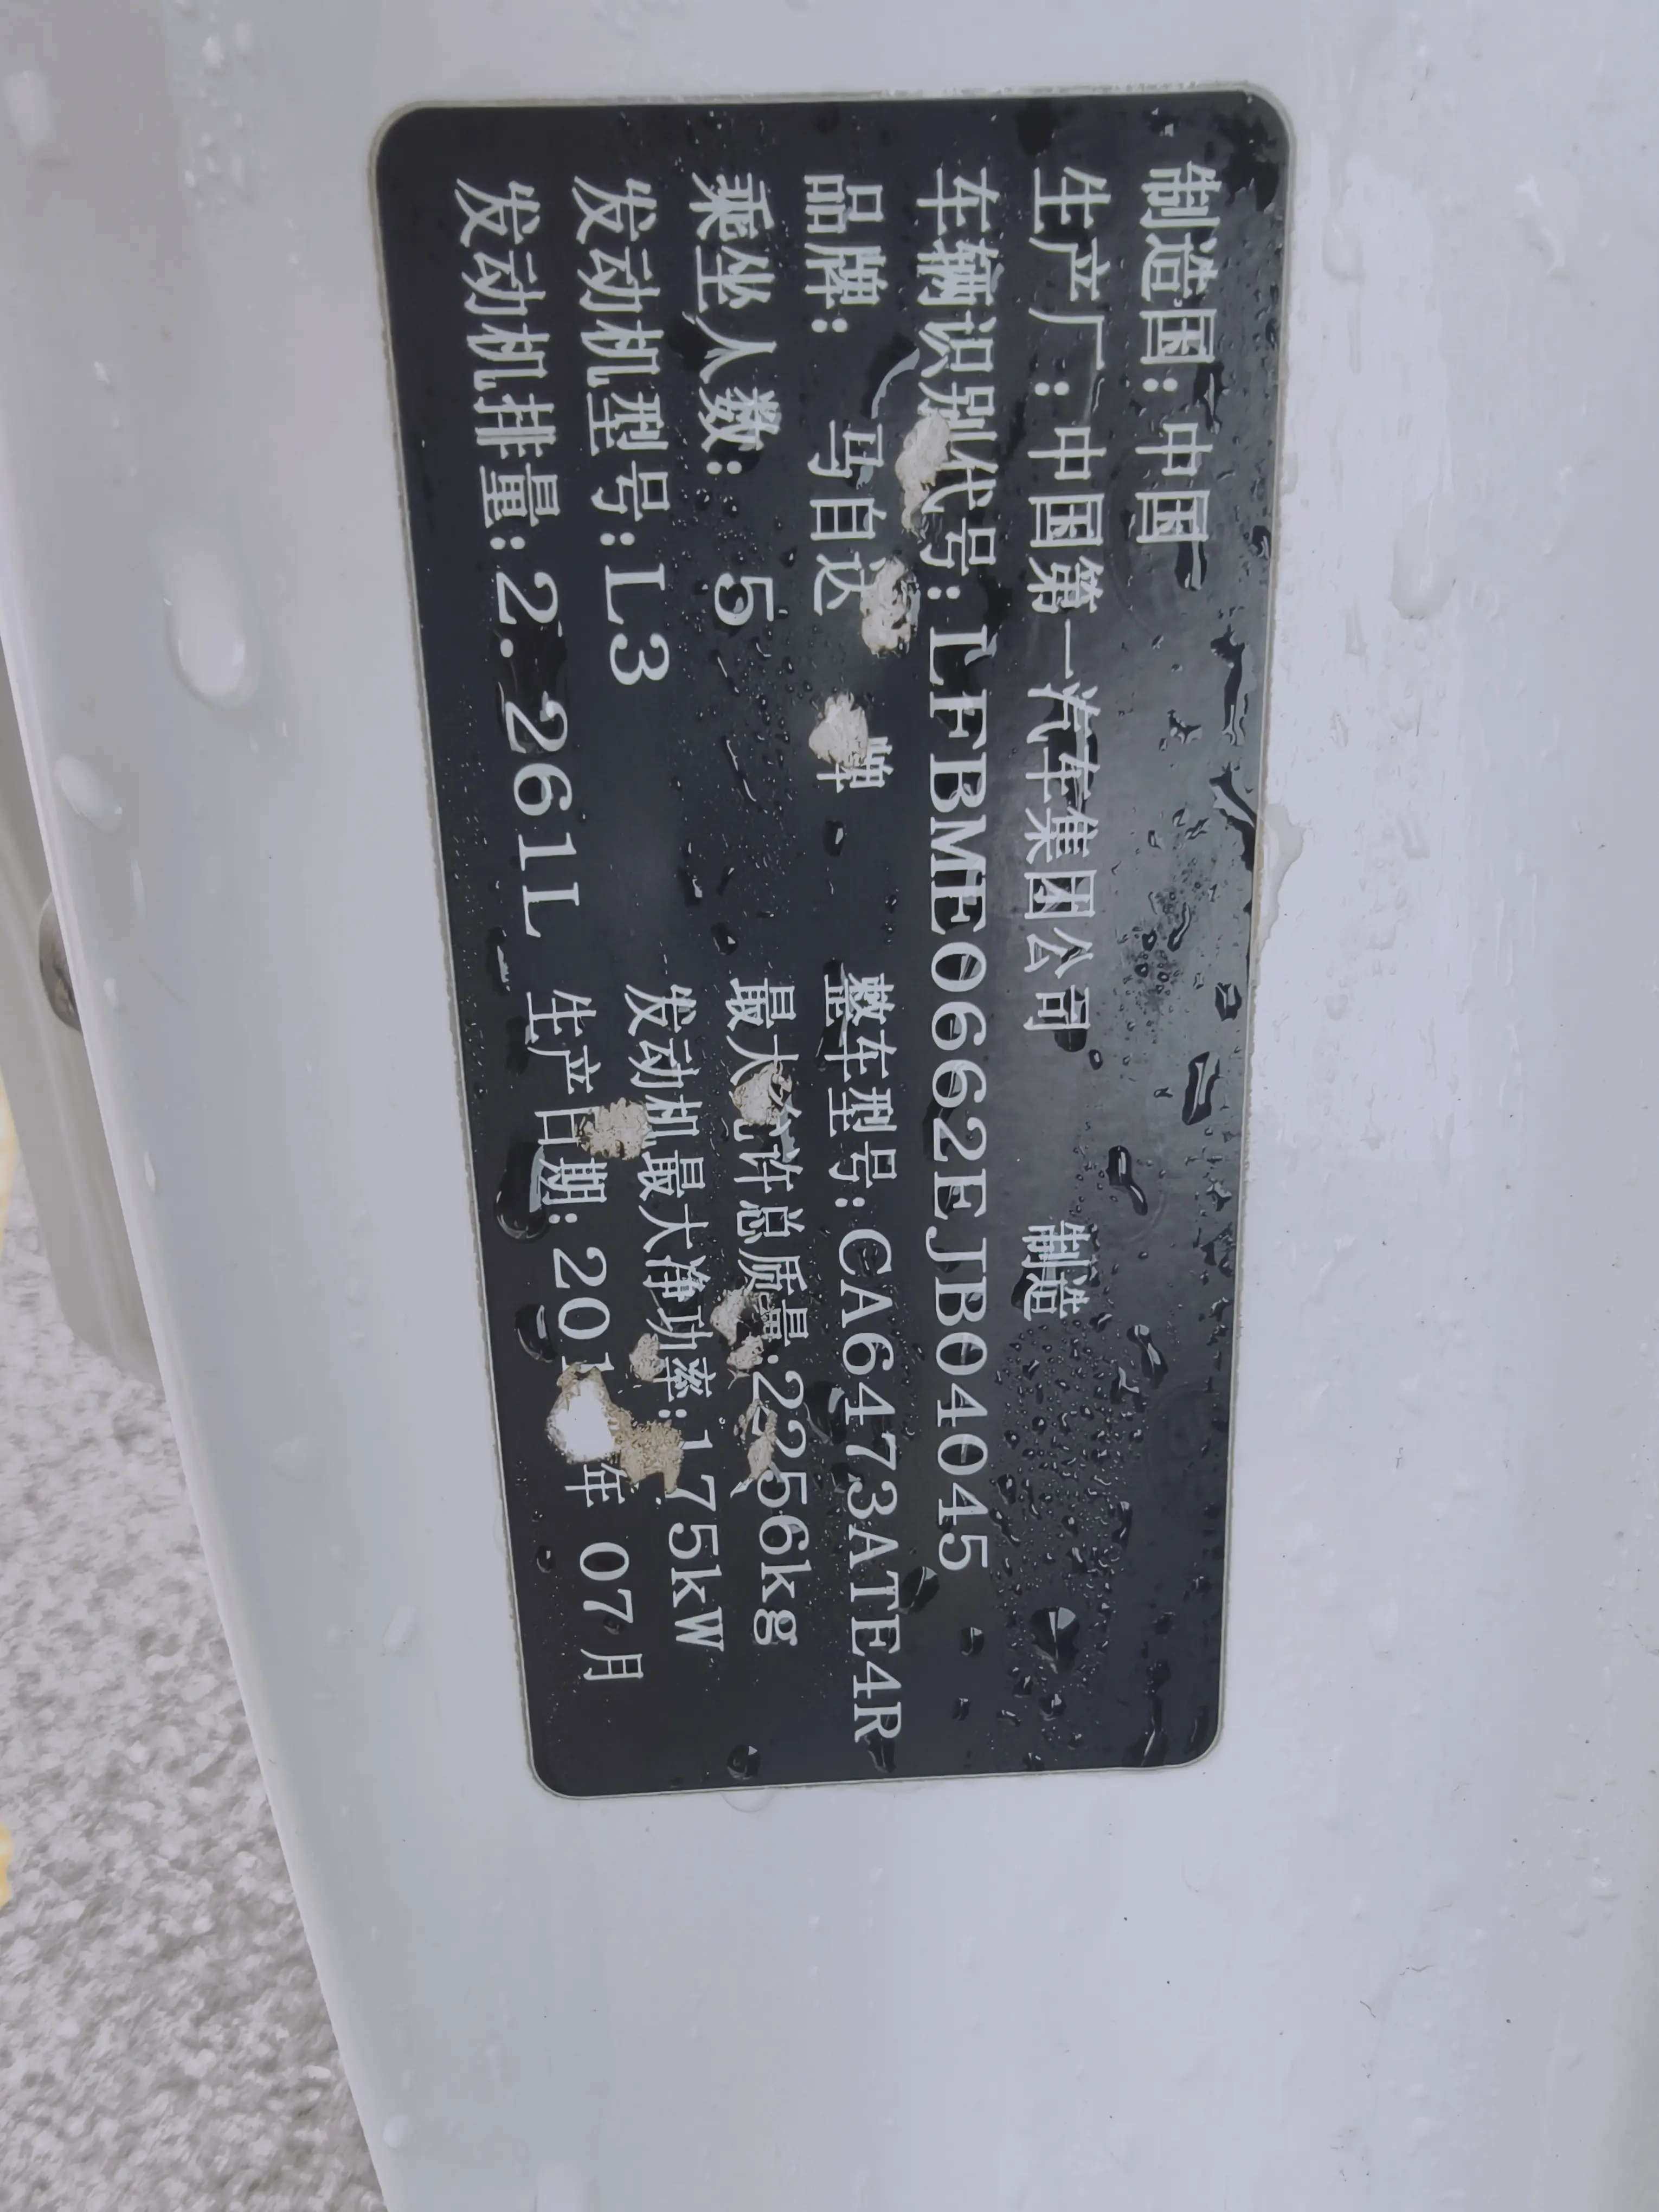 制造国: 中国
生产厂: 中国第一汽车集团公司 制造
车辆识别代号: LFBME0662EJB04045
品牌: 马自达 牌 整车型号: CA6473ATE4R
乘坐人数: 5 最大允许总质量: 2256kg
发动机型号: L3 发动机最大净功率: 175kW
发动机排量: 2.261L 生产日期: 201 年 07月